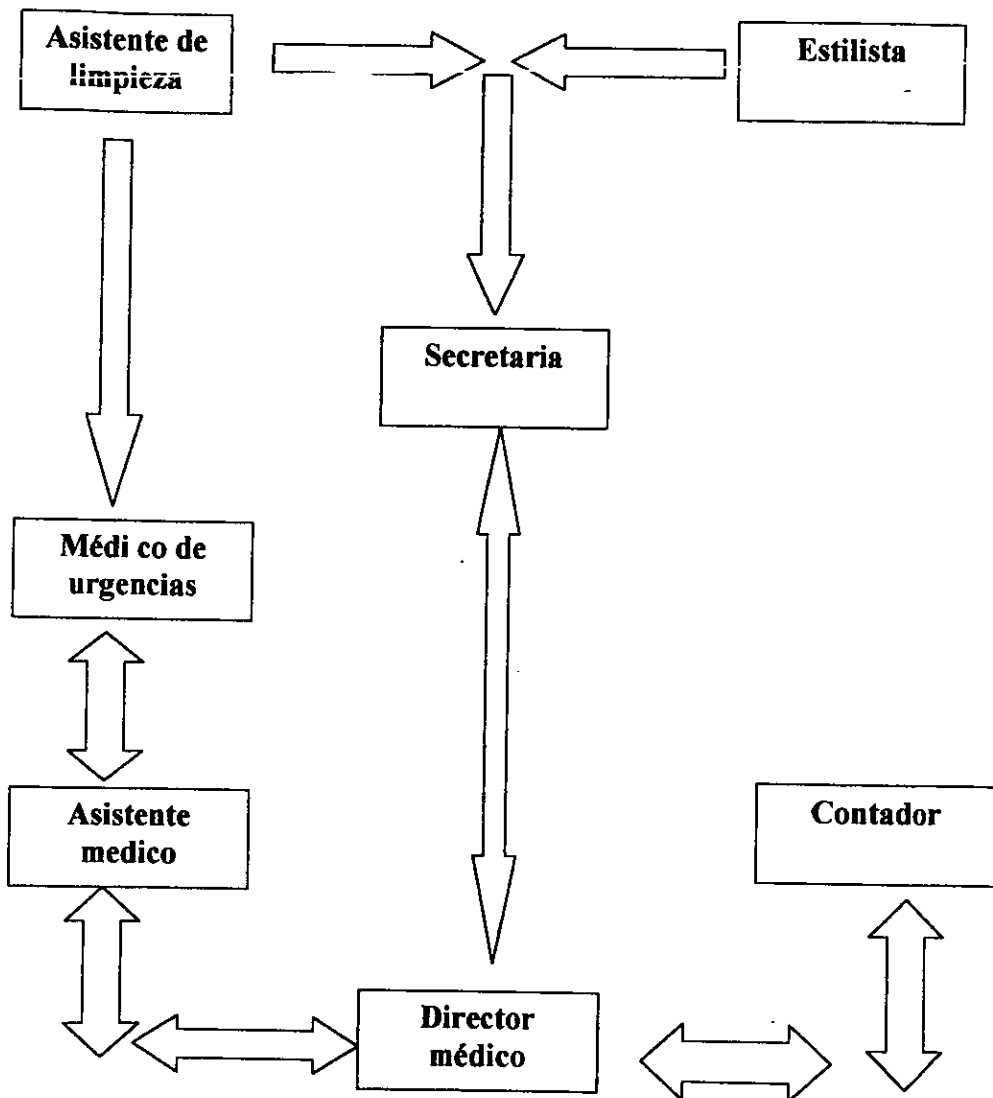 Asistente de
limpieza
Estilista
Secretaria
Médi co de
urgencias
Asistente
medico
Contador
Director
médico